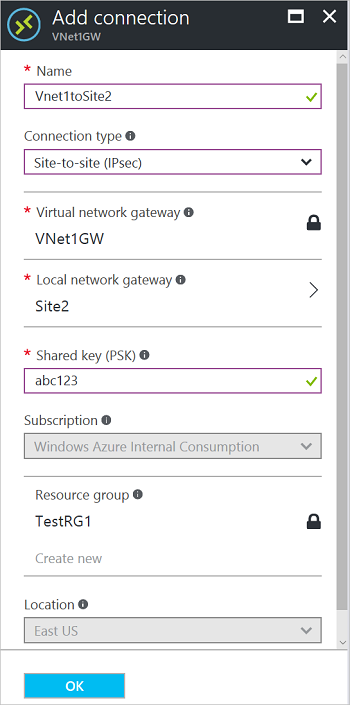 Add connection
VNet1GW
* Name
Vnet1toSite2
Connection type
Site-to-site (IPsec)
* Virtual network gateway
VNet1GW
* Local network gateway
Site2
* Shared key (PSK)
abc123
Subscription
Windows Azure Internal Consumption
Resource group
TestRG1
Create new
Location
East US
OK